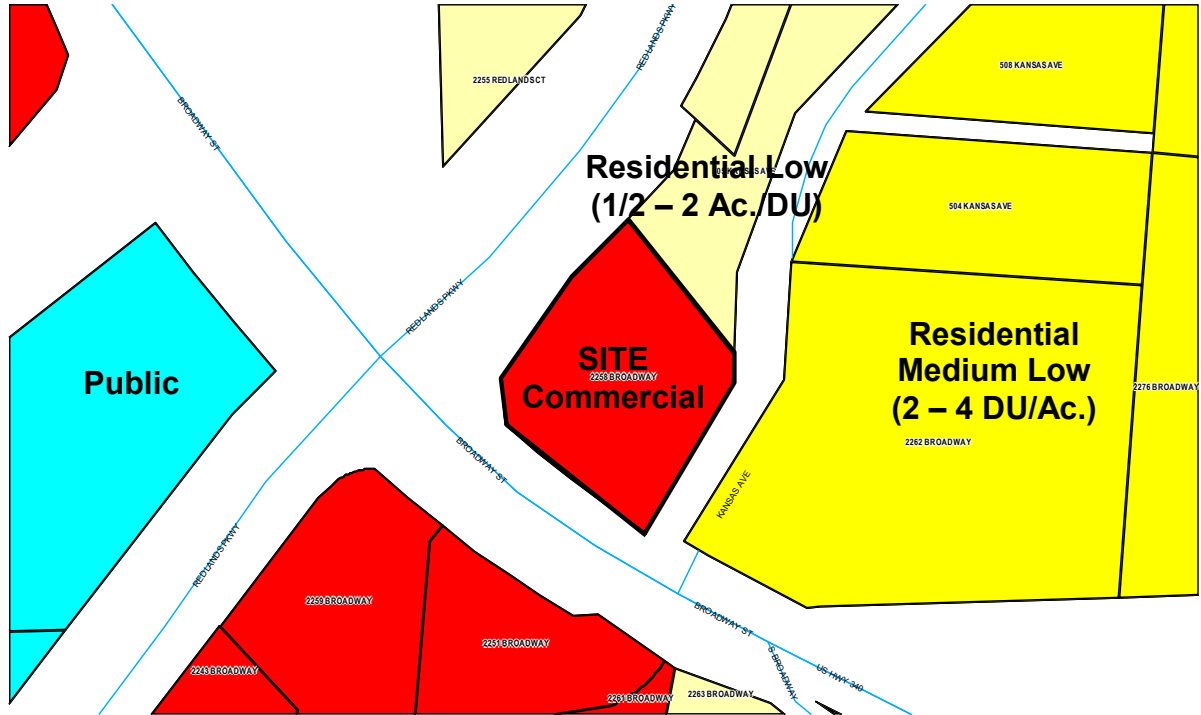 REDLANDS PKWY
508 KANSAS AVE
2255 REDLANDS CT
BROADWAY ST
Residential Low
KANSAS AVE
(1/2 – 2 Ac./DU)
504 KANSAS AVE
REDLANDS PKWY
Residential
Medium Low
(2 – 4 DU/Ac.)
SITE
2258 BROADWAY
Commercial
Public
2276 BROADWAY
2262 BROADWAY
BROADWAY ST
KANSAS AVE
REDLANDS PKWY
2259 BROADWAY
BROADWAY ST
2251 BROADWAY
2243 BROADWAY
S BROADWAY
US HWY 340
2261 BROADWAY
2263 BROADWAY